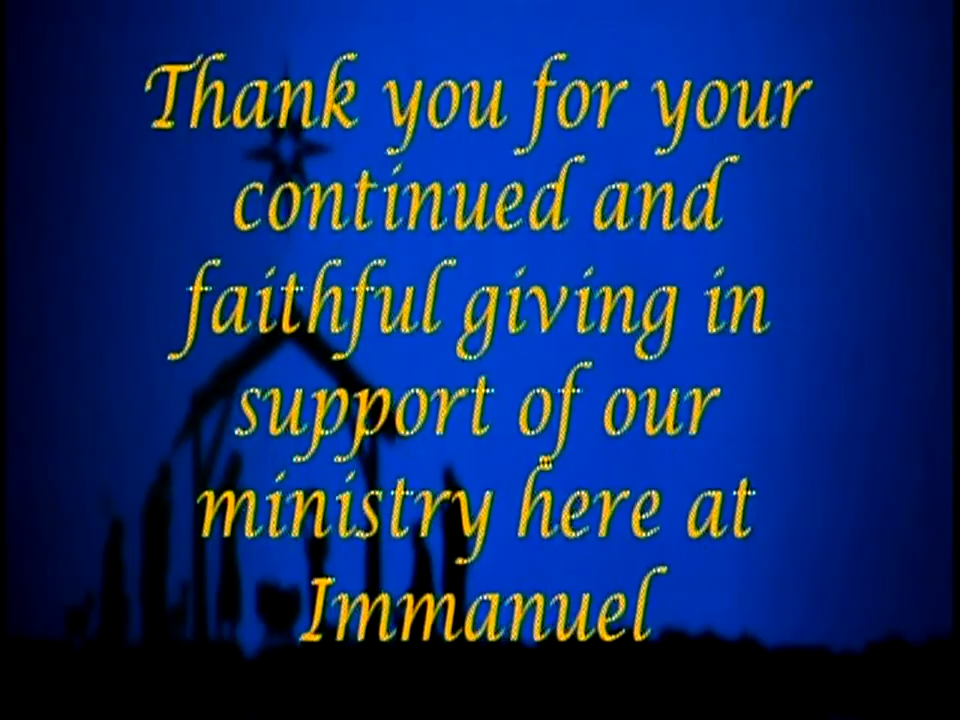 Thank you for your
continued and
faithful giving in
support of our
ministry here at
Immanuel